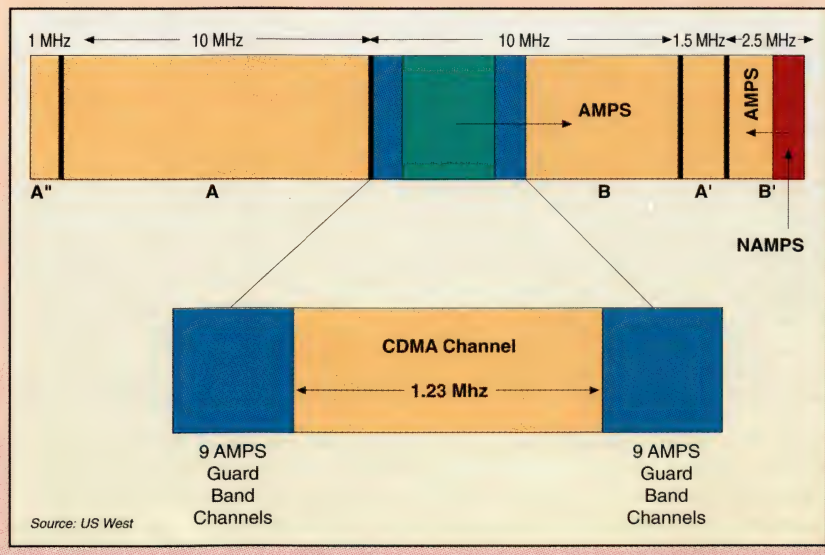 1 MHz 10 MHz 10 MHz 1.5 MHz 2.5 MHz
AMPS
AMPS
A" A B A' B'
NAMPS
CDMA Channel
1.23 Mhz
9 AMPS
Guard
Band
Channels
9 AMPS
Guard
Band
Channels
Source: US West